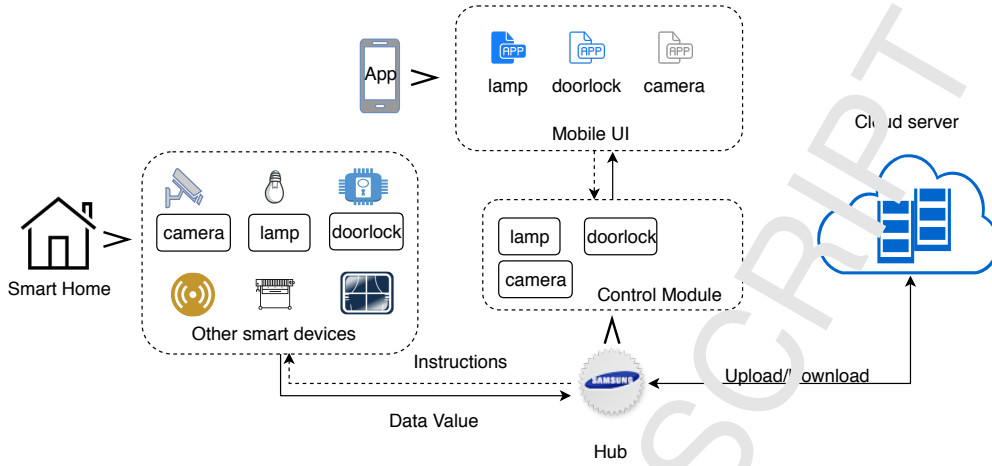 App
APP
APP
APP
lamp
doorlock
camera
Mobile UI
Cloud server
camera
lamp
doorlock
Smart Home
Other smart devices
lamp
doorlock
camera
Control Module
Instructions
SAMSUNG
Upload/Download
Data Value
Hub
SCRIPT